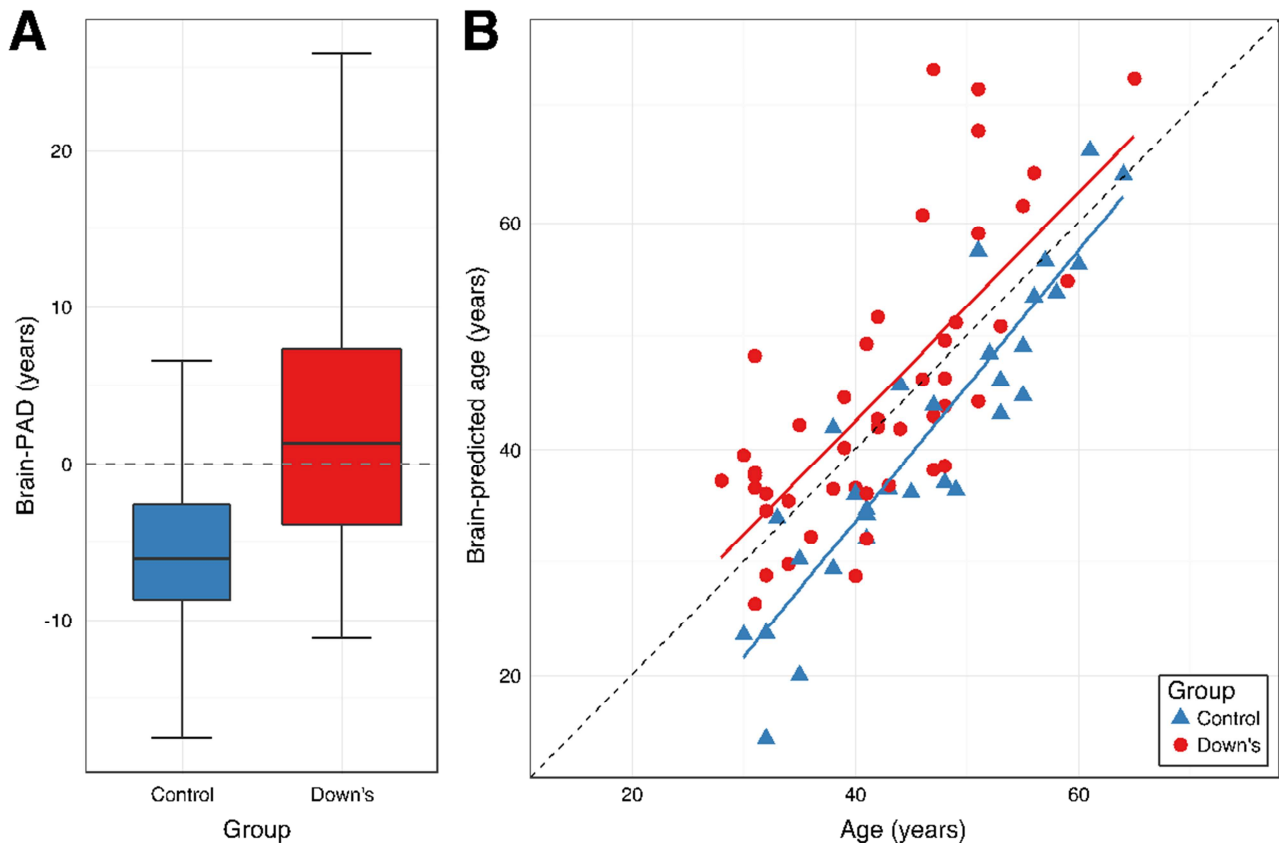 A
Brain-PAD (years)
20
10
0
-10
Control
Down's
Group
B
Brain-predicted age (years)
60
40
20
20
40
60
Age (years)
Group
Control
Down's